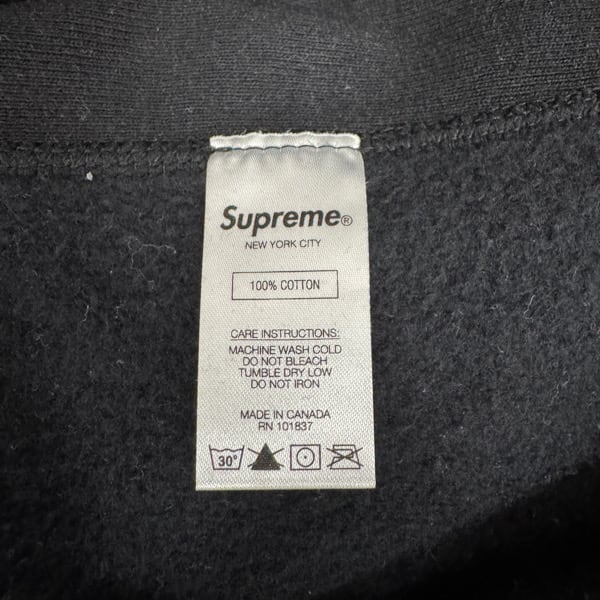 Supreme®
NEW YORK CITY
100% COTTON
CARE INSTRUCTIONS:
MACHINE WASH COLD
DO NOT BLEACH
TUMBLE DRY LOW
DO NOT IRON
MADE IN CANADA
RN 101837
30°